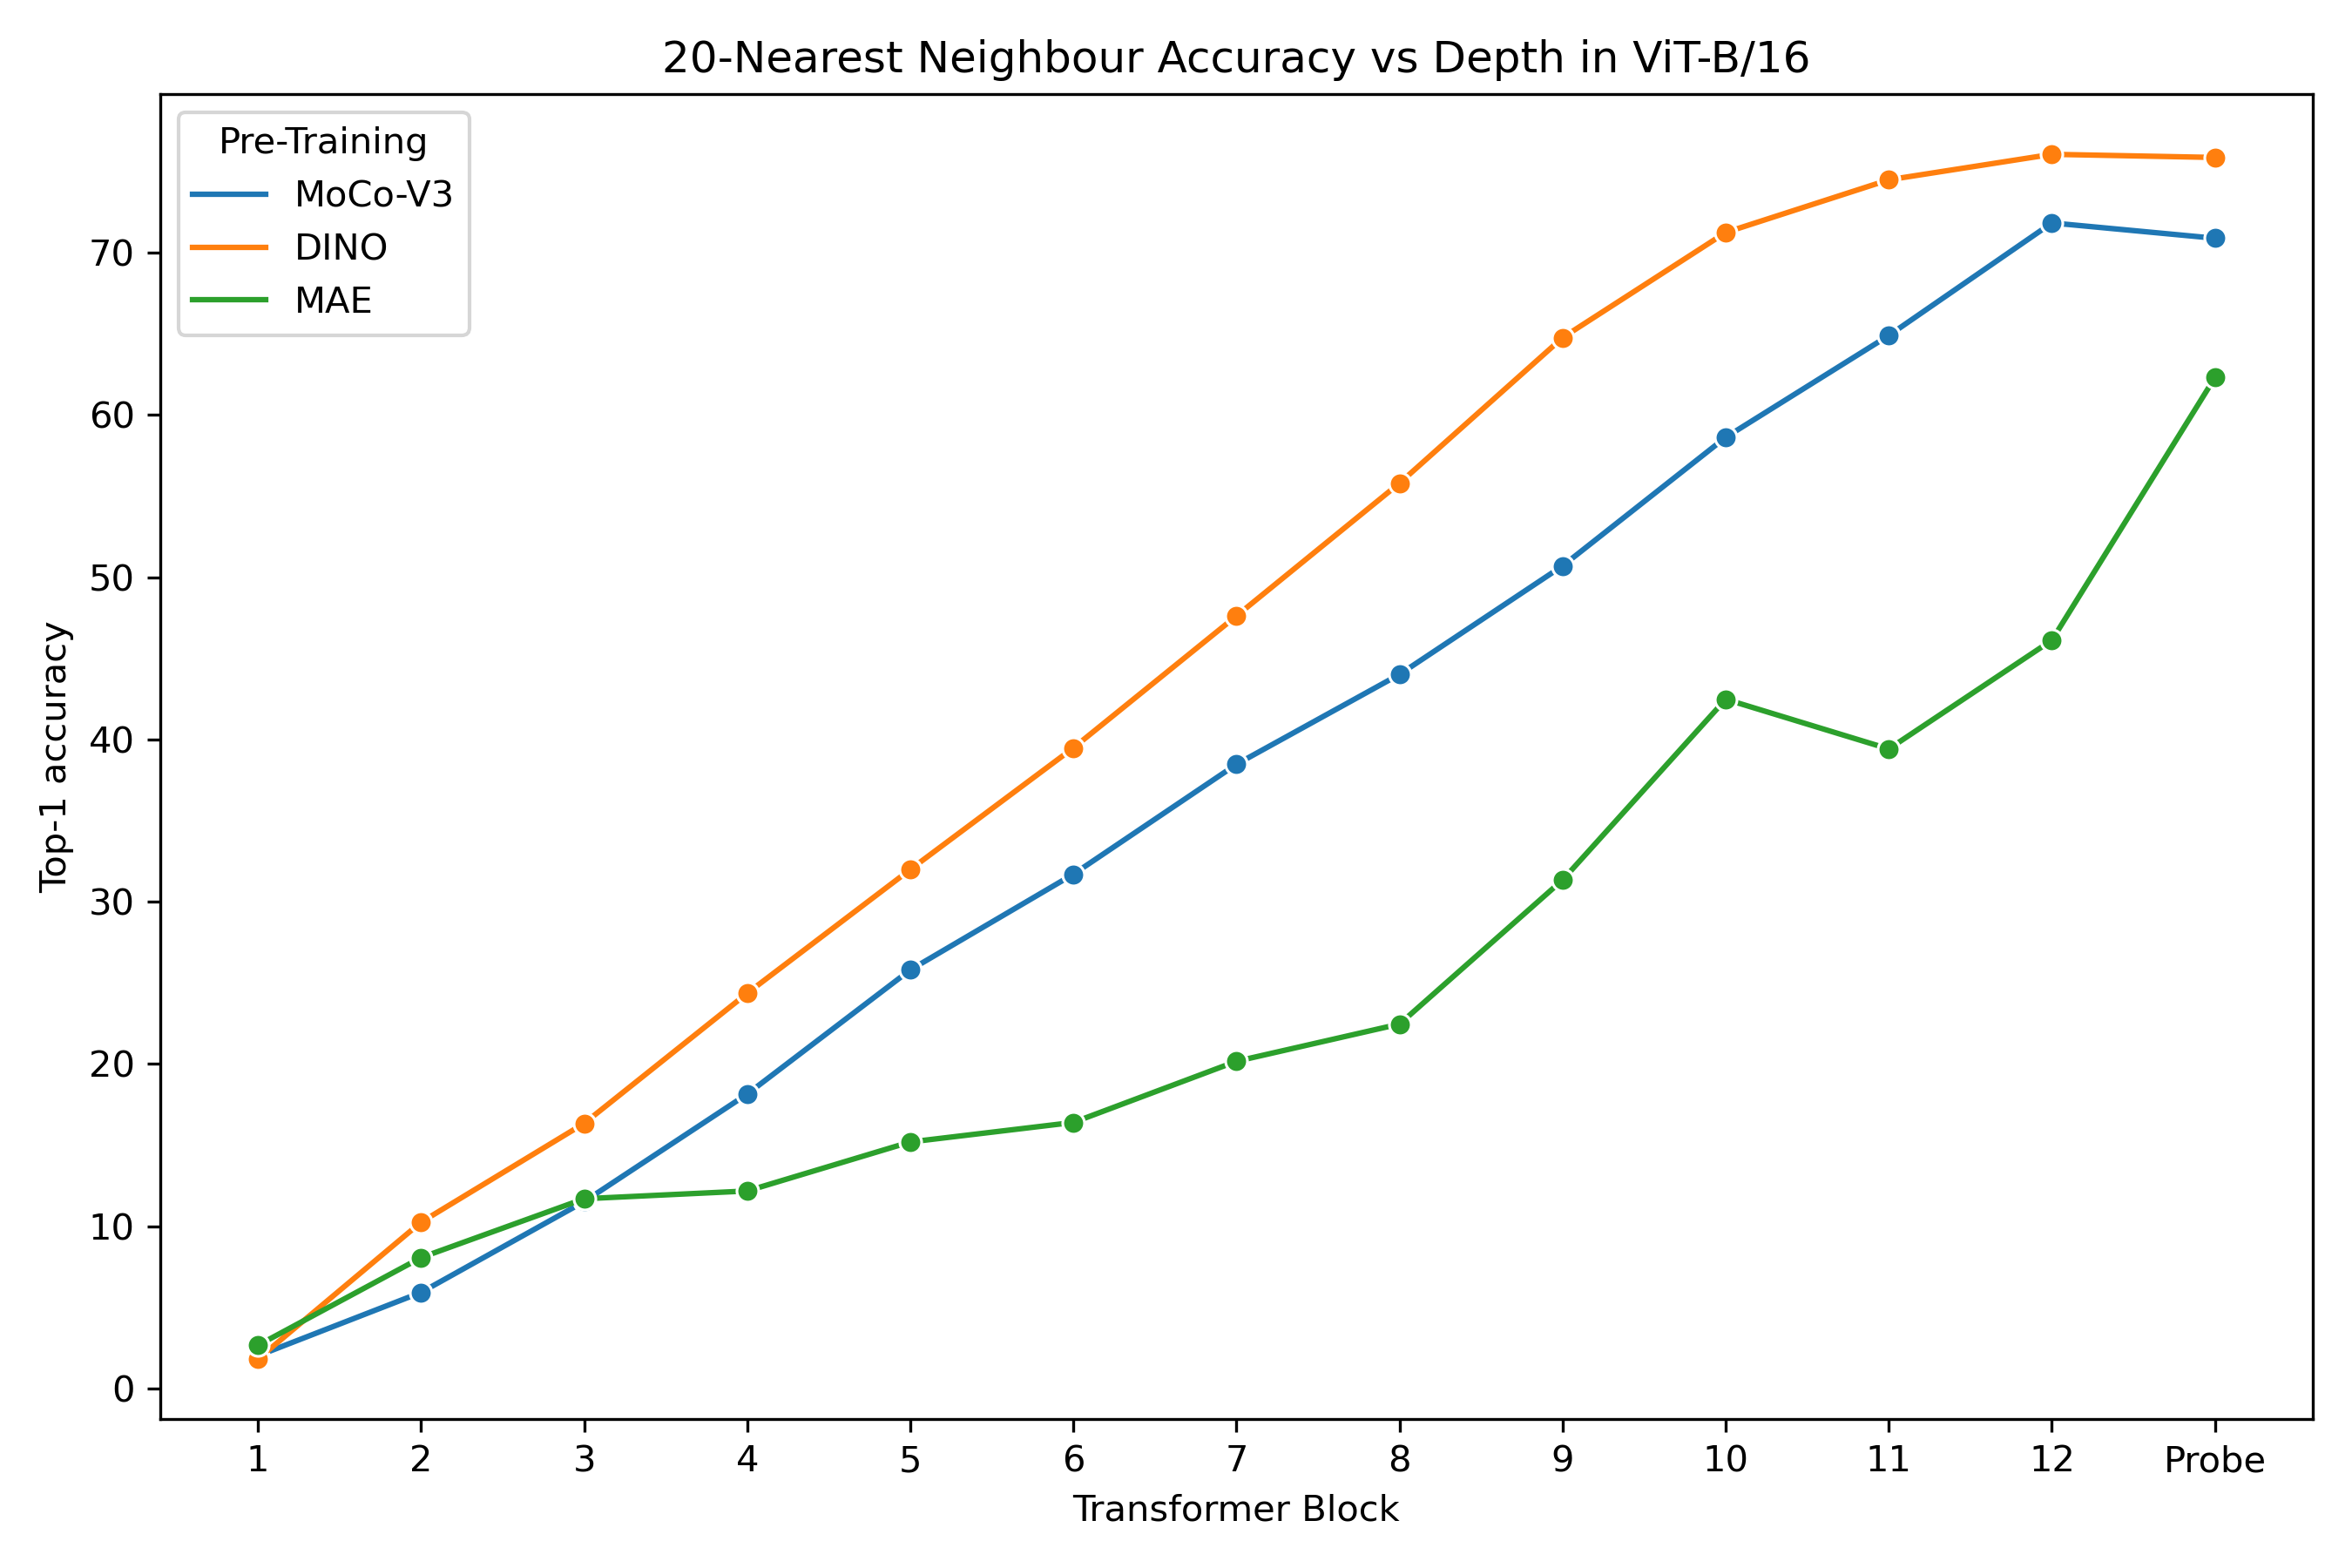 20-Nearest Neighbour Accuracy vs Depth in ViT-B/16
Pre-Training
MoCo-V3
DINO
MAE
Top-1 accuracy
70
60
50
40
30
20
10
0
1 2 3 4 5 6 7 8 9 10 11 12 Probe
Transformer Block